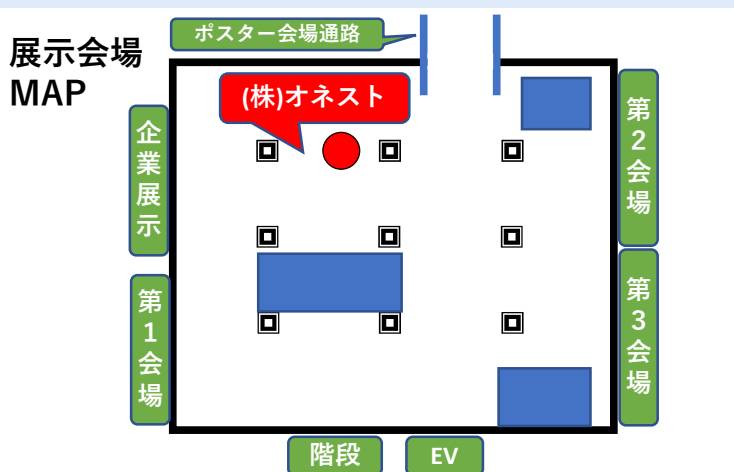 展示会場
MAP
ポスター会場通路
(株)オネスト
企業展示
第1会場
第2会場
第3会場
階段
EV